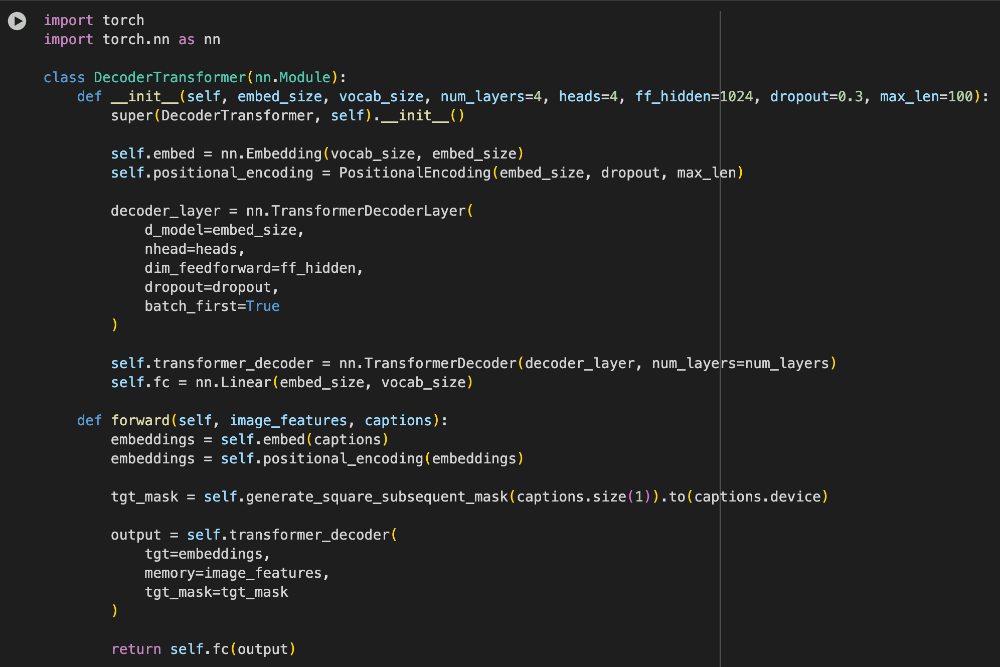 import torch
import torch.nn as nn

class DecoderTransformer(nn.Module):
    def __init__(self, embed_size, vocab_size, num_layers=4, heads=4, ff_hidden=1024, dropout=0.3, max_len=100):
        super(DecoderTransformer, self).__init__()

        self.embed = nn.Embedding(vocab_size, embed_size)
        self.positional_encoding = PositionalEncoding(embed_size, dropout, max_len)

        decoder_layer = nn.TransformerDecoderLayer(
            d_model=embed_size,
            nhead=heads,
            dim_feedforward=ff_hidden,
            dropout=dropout,
            batch_first=True
        )

        self.transformer_decoder = nn.TransformerDecoder(decoder_layer, num_layers=num_layers)
        self.fc = nn.Linear(embed_size, vocab_size)

    def forward(self, image_features, captions):
        embeddings = self.embed(captions)
        embeddings = self.positional_encoding(embeddings)

        tgt_mask = self.generate_square_subsequent_mask(captions.size(1)).to(captions.device)

        output = self.transformer_decoder(
            tgt=embeddings,
            memory=image_features,
            tgt_mask=tgt_mask
        )

        return self.fc(output)